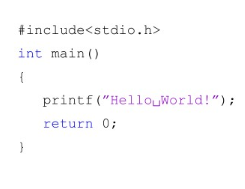 #include<stdio.h>
int main()
{
printf("Hello␣World!");
return 0;
}